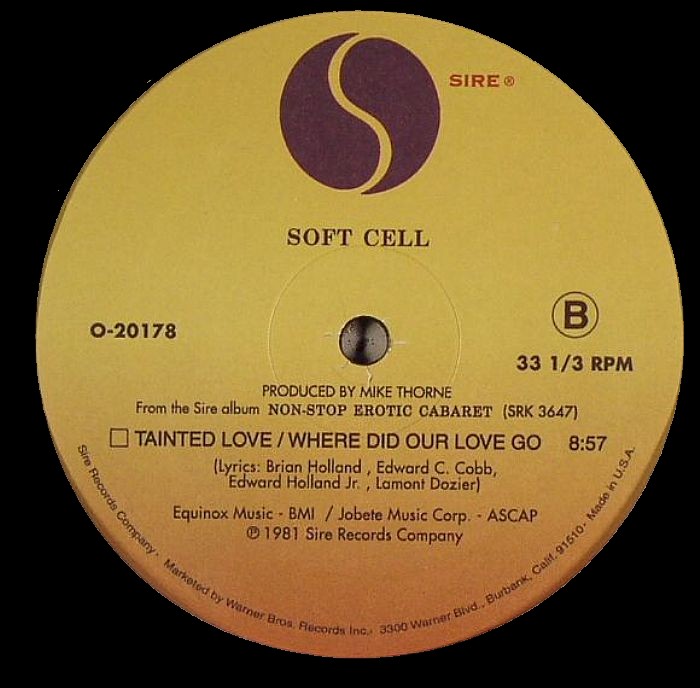 SIRE ®
SOFT CELL
O-20178
B
33 1/3 RPM
PRODUCED BY MIKE THORNE
From the Sire album NON-STOP EROTIC CABARET (SRK 3647)
TAINTED LOVE / WHERE DID OUR LOVE GO 8:57
(Lyrics: Brian Holland , Edward C. Cobb,
Edward Holland Jr. , Lamont Dozier)
Equinox Music - BMI / Jobete Music Corp. - ASCAP
℗ 1981 Sire Records Company
Sire Records Company · Marketed by Warner Bros. Records Inc. · 3300 Warner Blvd., Burbank, Calif. 91510 · Made in U.S.A.